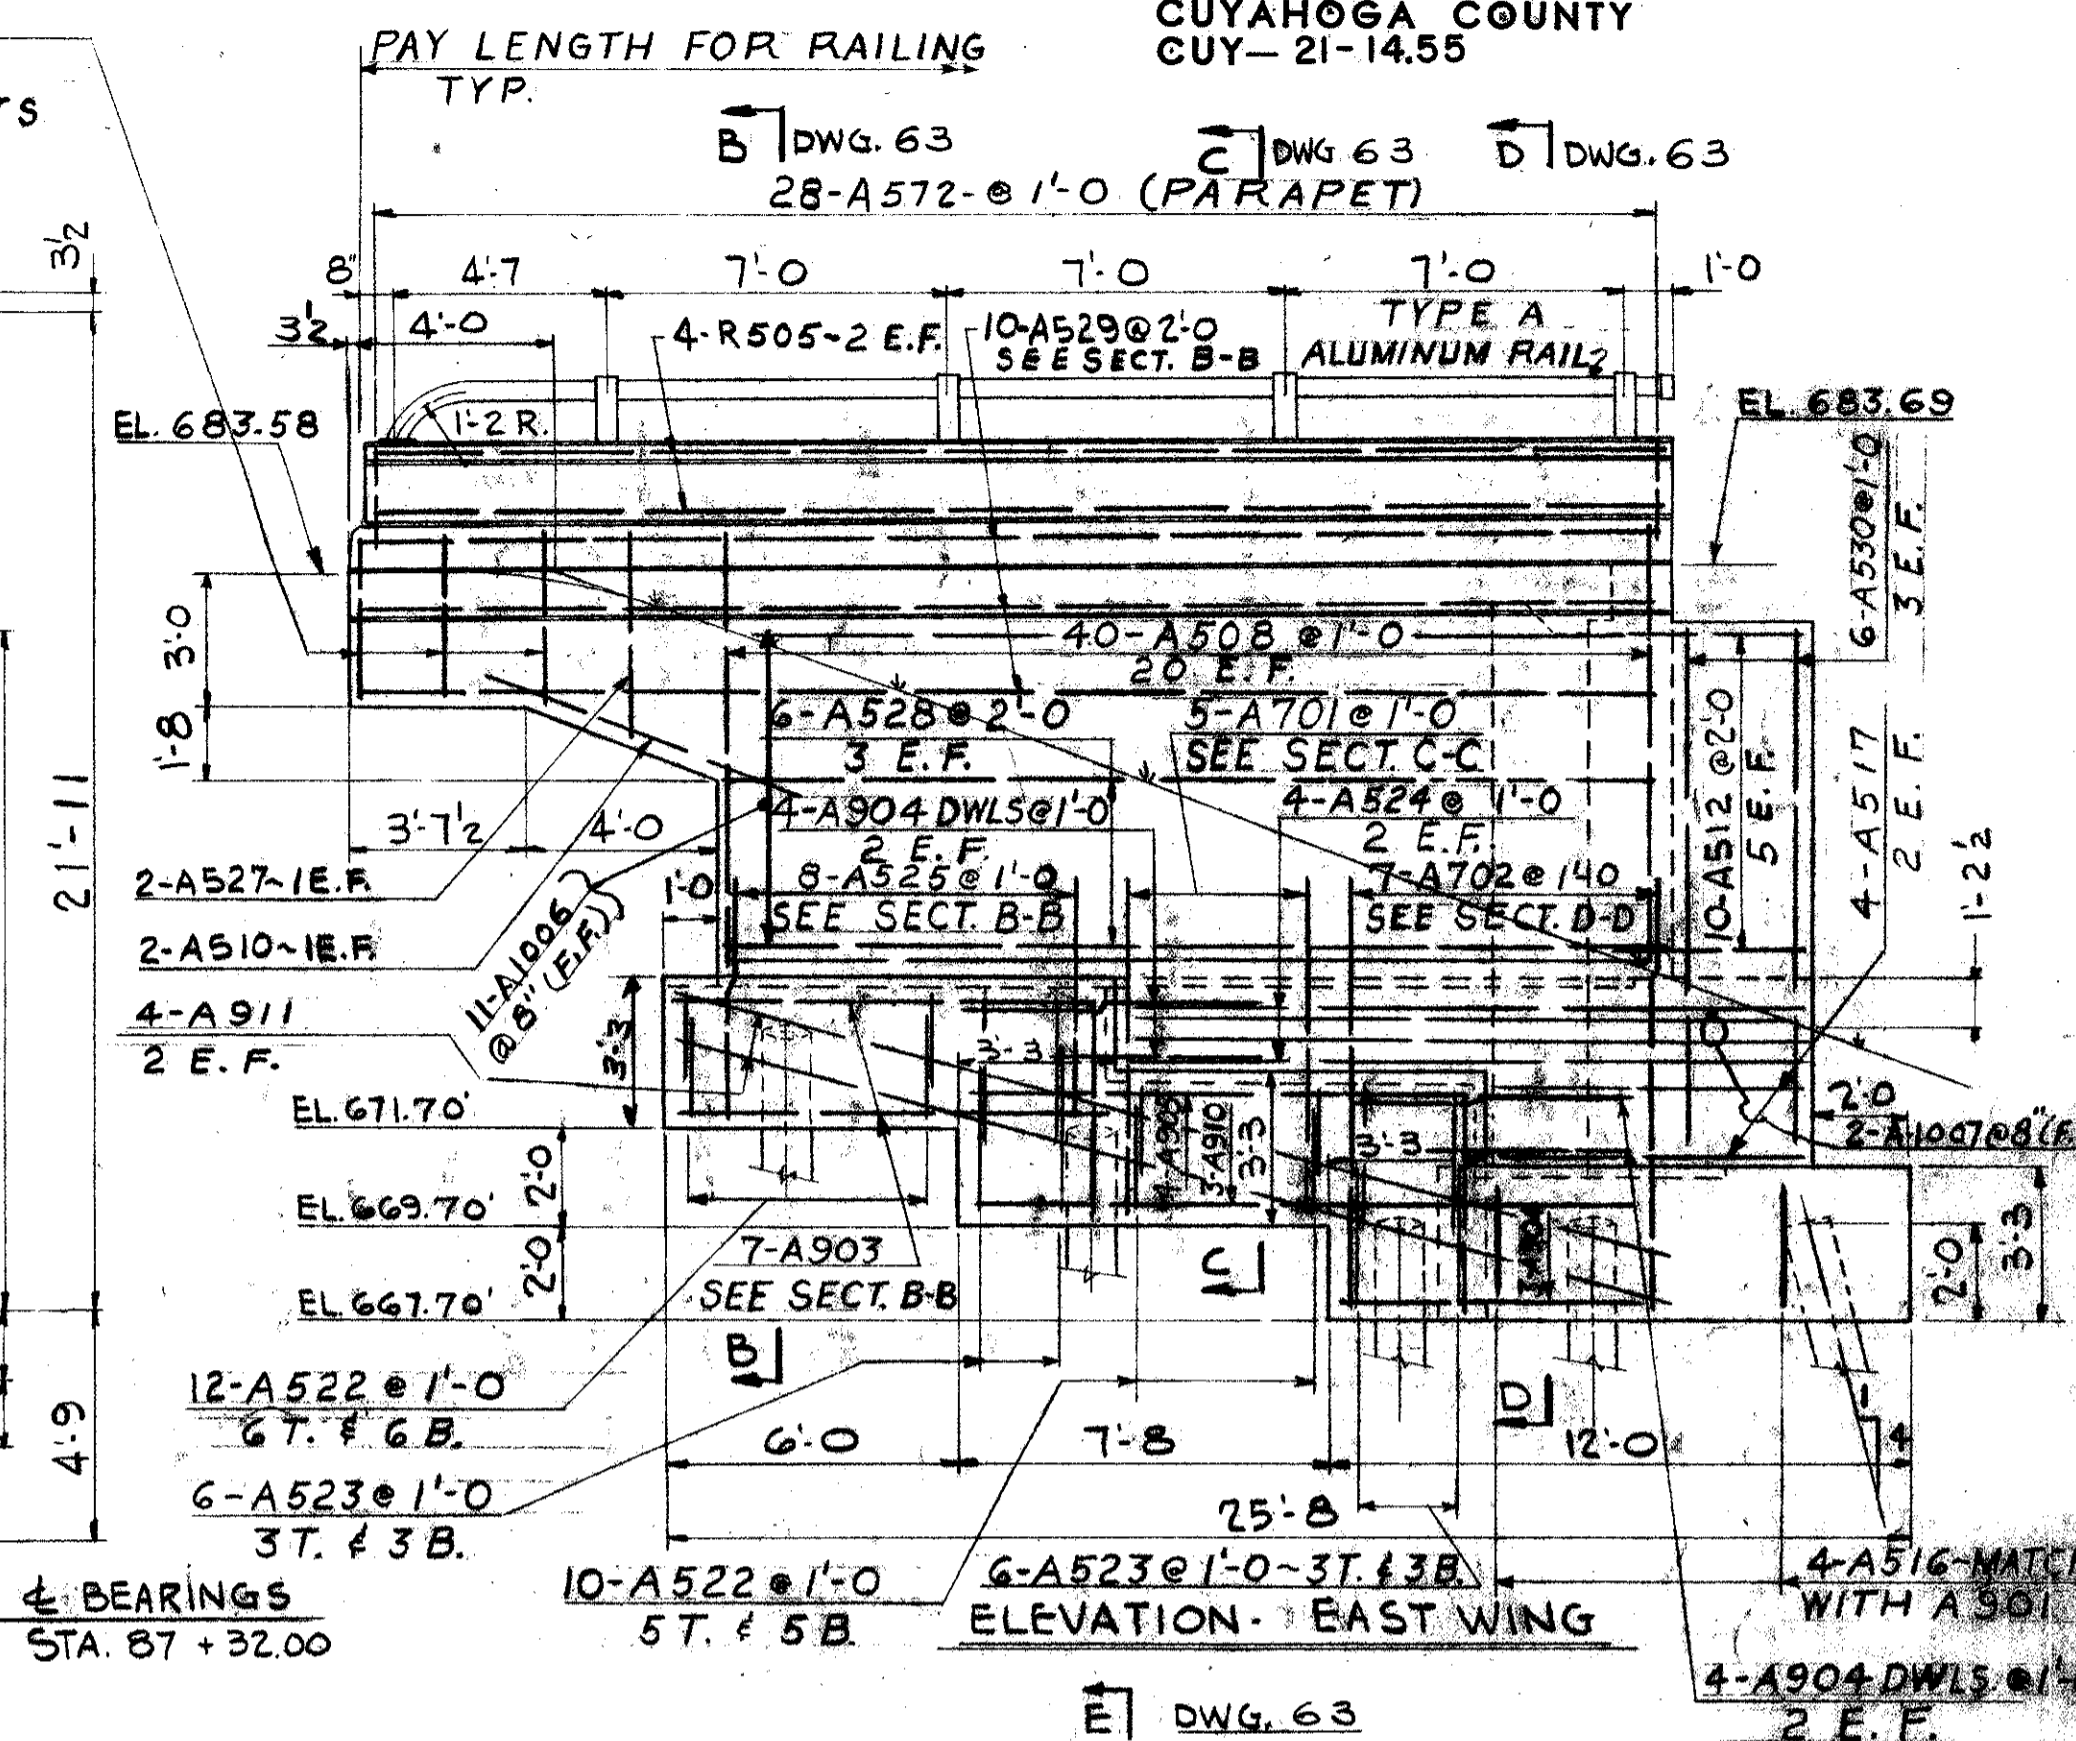 CUYAHOGA COUNTY
CUY— 21-14.55
PAY LENGTH FOR RAILING
TYP.
B DWG. 63
C DWG 63
D DWG. 63
28-A572-@ 1'-0 (PARAPET)
3½
8"
4'-7
7'-0
7'-0
7'-0
1'-0
3½
4'-0
4-R505~2 E.F.
10-A529@2'-0
SEE SECT. B-B
TYPE A
ALUMINUM RAIL
1'-2 R.
EL. 683.58
EL. 683.69
6-A530@1'-0
3 E.F.
3'-0
1'-8
40-A508 @ 1'-0
20 E.F.
6-A528@ 2'-0
3 E.F.
5-A701@ 1'-0
SEE SECT. C-C
4-A904 DWLS@1'-0
2 E.F.
4-A524@ 1'-0
2 E.F.
10-A512 @2'-0
5 E.F.
4-A517
2 E.F.
1'-2½
21'-11
3'-7½
4'-0
1'-0
8-A525@ 1'-0
SEE SECT. B-B
7-A702@
SEE SECT. D-D
2-A527~1E.F.
2-A510~1E.F.
11-A1006
@ 8" (F.F.)
4-A911
2 E.F.
3'-3
3'-3
3'-3
3'-3
3-A910
EL. 671.70'
EL. 669.70'
EL. 667.70'
2'-0
2'-0
2'-0
2-A1007@8"
2'-0
3'-3
7-A903
SEE SECT. B-B
C
B
D
12-A522 @ 1'-0
6 T. & 6 B.
6'-0
7'-8
12'-0
4
4'-9
6-A523@ 1'-0
3 T. & 3 B.
25'-8
℄ BEARINGS
STA. 87 + 32.00
10-A522 @ 1'-0
5 T. & 5 B.
6-A523@ 1'-0~3T. & 3B.
4-A516-MATCH
WITH A901
ELEVATION- EAST WING
4-A904 DWLS.
2 E.F.
E DWG. 63